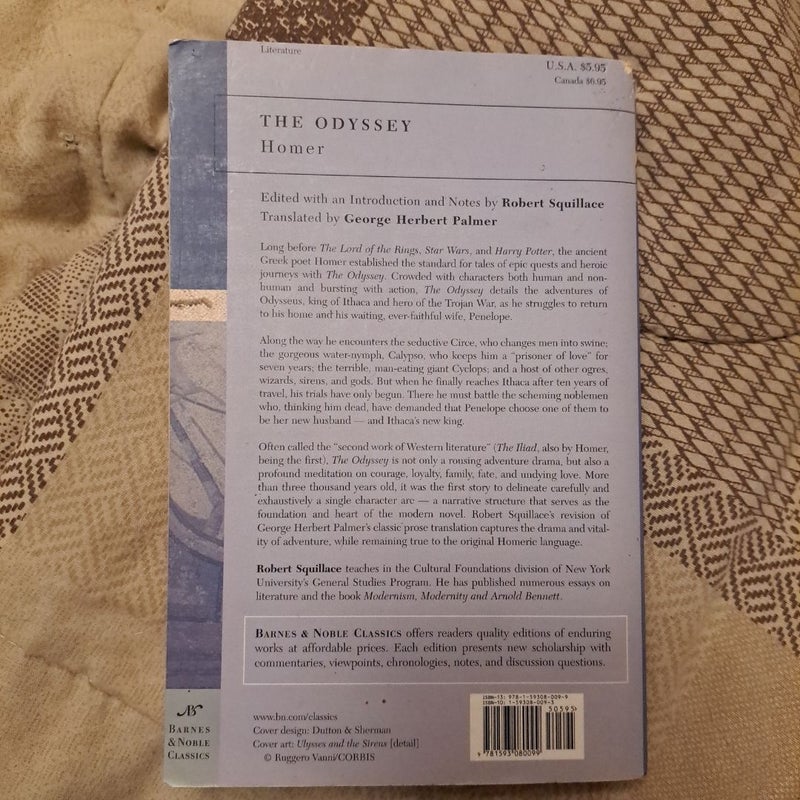 Literature
U.S.A. $5.95
Canada $6.95
THE ODYSSEY
Homer
Edited with an Introduction and Notes by Robert Squillace
Translated by George Herbert Palmer
Long before The Lord of the Rings, Star Wars, and Harry Potter, the ancient
Greek poet Homer established the standard for tales of epic quests and heroic
journeys with The Odyssey. Crowded with characters both human and non-
human and bursting with action, The Odyssey details the adventures of
Odysseus, king of Ithaca and hero of the Trojan War, as he struggles to return
to his home and his waiting, ever-faithful wife, Penelope.
Along the way he encounters the seductive Circe, who changes men into swine;
the gorgeous water-nymph, Calypso, who keeps him a “prisoner of love” for
seven years; the terrible, man-eating giant Cyclops; and a host of other ogres,
wizards, sirens, and gods. But when he finally reaches Ithaca after ten years of
travel, his trials have only begun. There he must battle the scheming noblemen
who, thinking him dead, have demanded that Penelope choose one of them to
be her new husband — and Ithaca's new king.
Often called the “second work of Western literature” (The Iliad, also by Homer,
being the first), The Odyssey is not only a rousing adventure drama, but also a
profound meditation on courage, loyalty, family, fate, and undying love. More
than three thousand years old, it was the first story to delineate carefully and
exhaustively a single character arc — a narrative structure that serves as the
foundation and heart of the modern novel. Robert Squillace's revision of
George Herbert Palmer's classic prose translation captures the drama and vital-
ity of adventure, while remaining true to the original Homeric language.
Robert Squillace teaches in the Cultural Foundations division of New York
University's General Studies Program. He has published numerous essays on
literature and the book Modernism, Modernity and Arnold Bennett.
BARNES & NOBLE CLASSICS offers readers quality editions of enduring
works at affordable prices. Each edition presents new scholarship with
commentaries, viewpoints, chronologies, notes, and discussion questions.
BN
BARNES
& NOBLE
CLASSICS
www.bn.com/classics
Cover design: Dutton & Sherman
Cover art: Ulysses and the Sirens [detail]
© Ruggero Vanni/CORBIS
ISBN-13: 978-1-59308-009-9
ISBN-10: 1-59308-009-3
50595
9 781593 080099